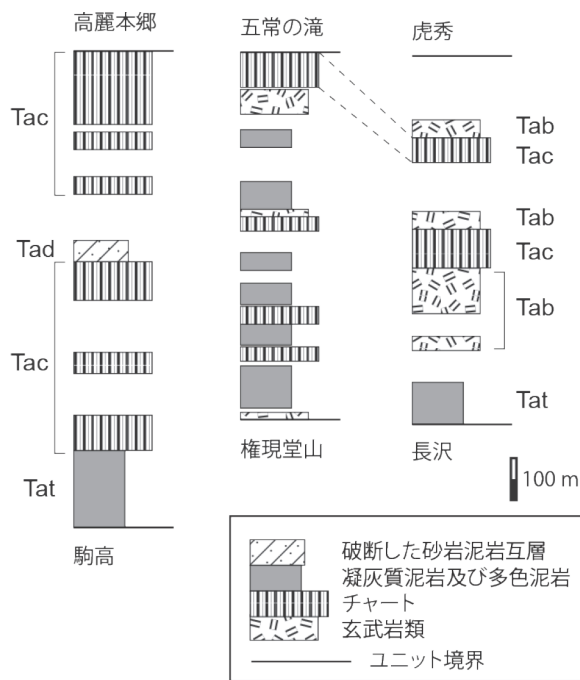 高麗本郷
五常の滝
虎秀
Tac
Tab
Tac
Tab
Tad
Tac
Tab
Tac
Tat
Tat
権現堂山
長沢
100 m
駒高
破断した砂岩泥岩互層
凝灰質泥岩及び多色泥岩
チャート
玄武岩類
ユニット境界